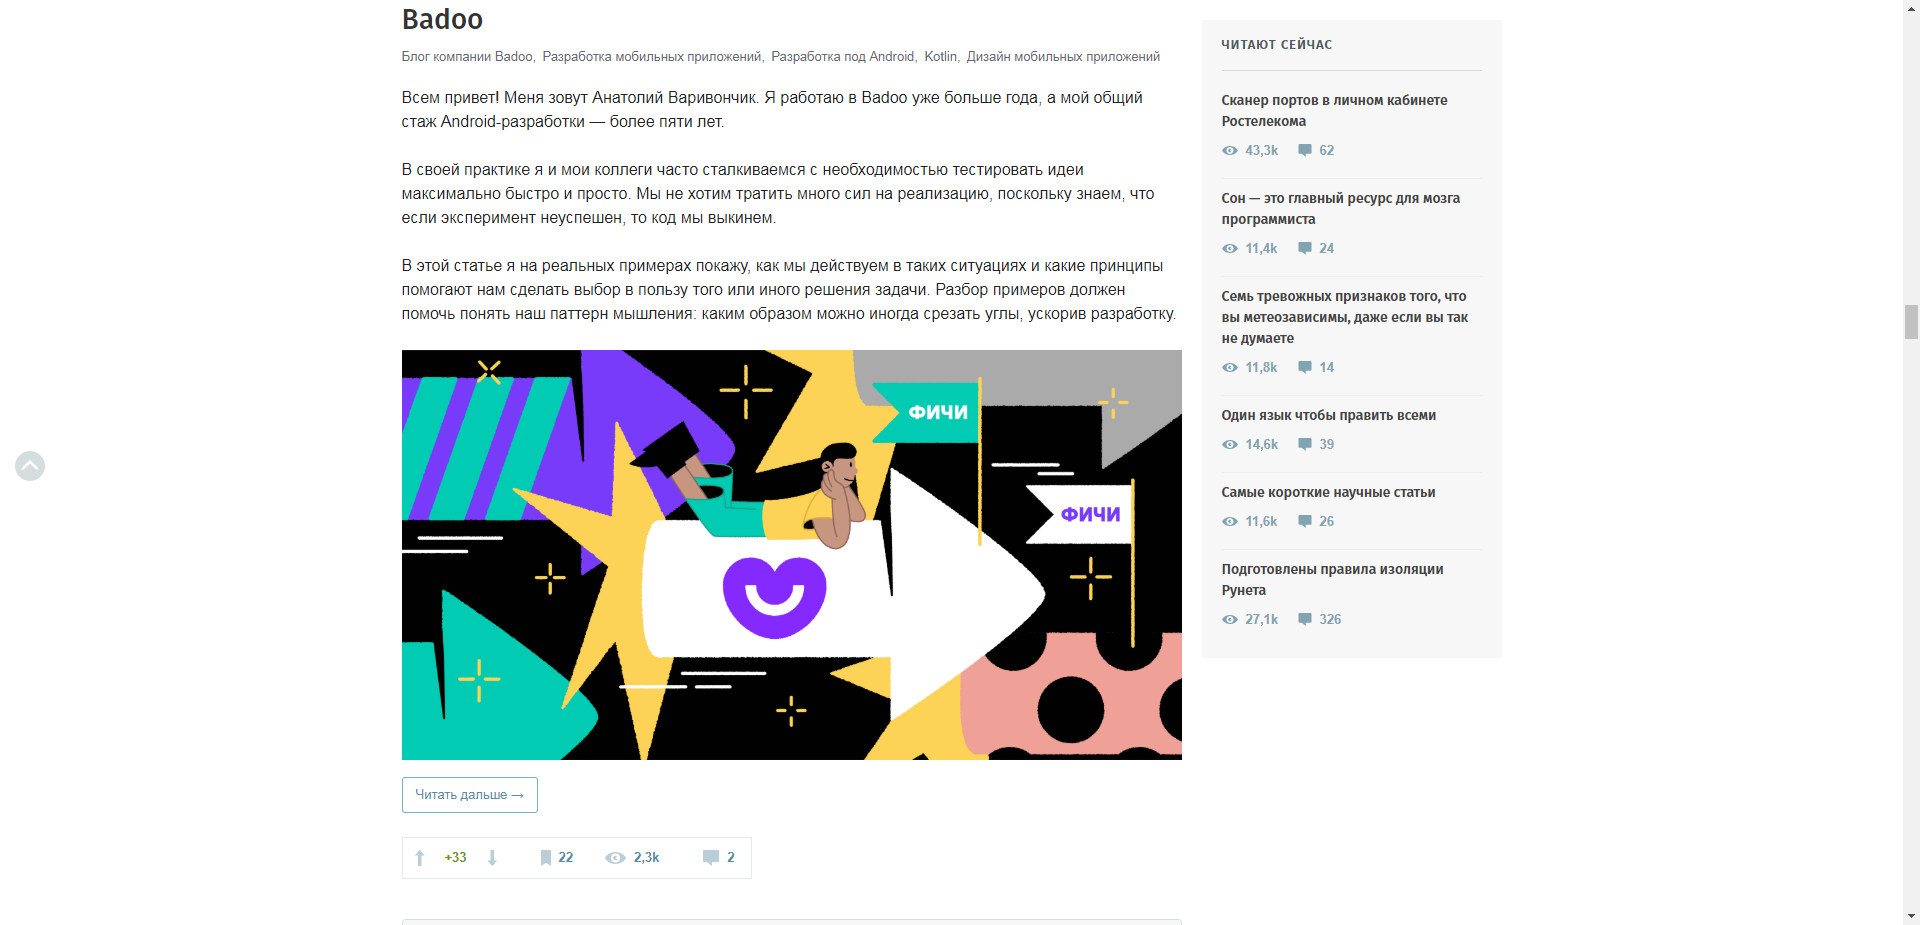 Badoo
Блог компании Badoo, Разработка мобильных приложений, Разработка под Android, Kotlin, Дизайн мобильных приложений
Всем привет! Меня зовут Анатолий Варивончик. Я работаю в Badoo уже больше года, а мой общий
стаж Android-разработки — более пяти лет.
В своей практике я и мои коллеги часто сталкиваемся с необходимостью тестировать идеи
максимально быстро и просто. Мы не хотим тратить много сил на реализацию, поскольку знаем, что
если эксперимент неуспешен, то код мы выкинем.
В этой статье я на реальных примерах покажу, как мы действуем в таких ситуациях и какие принципы
помогают нам сделать выбор в пользу того или иного решения задачи. Разбор примеров должен
помочь понять наш паттерн мышления: каким образом можно иногда срезать углы, ускорив разработку.
ФИЧИ
ФИЧИ
Читать дальше →
+33 22 2,3k 2
ЧИТАЮТ СЕЙЧАС
Сканер портов в личном кабинете
Ростелекома
43,3k 62
Сон — это главный ресурс для мозга
программиста
11,4k 24
Семь тревожных признаков того, что
вы метеозависимы, даже если вы так
не думаете
11,8k 14
Один язык чтобы править всеми
14,6k 39
Самые короткие научные статьи
11,6k 26
Подготовлены правила изоляции
Рунета
27,1k 326